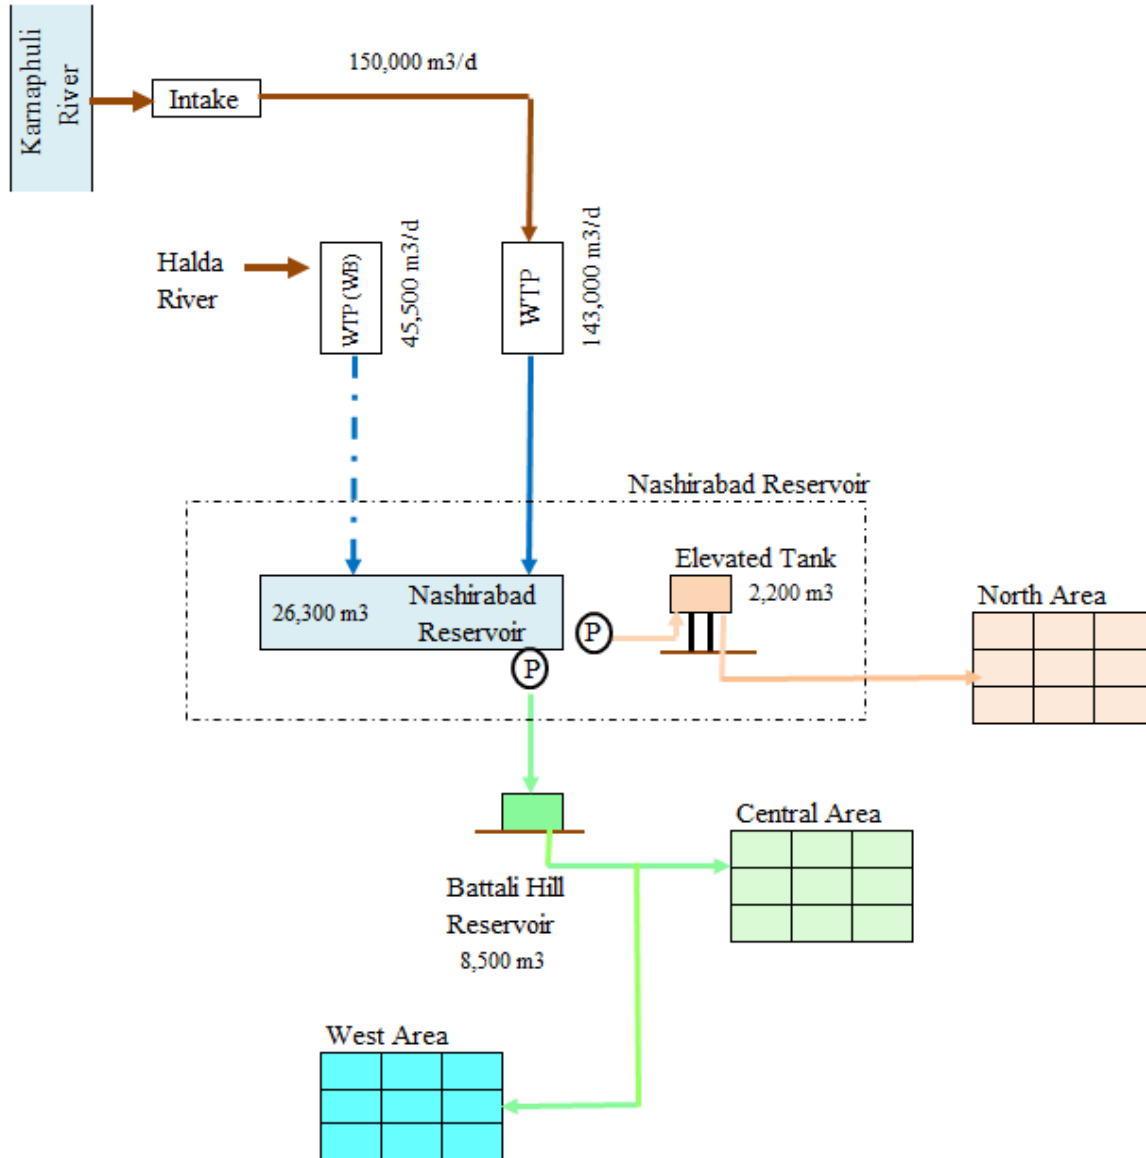 Karnaphuli
River
Intake
150,000 m3/d
Halda
River
WTP (WB)
45,500 m3/d
WTP
143,000 m3/d
Nashirabad Reservoir
26,300 m3
Nashirabad
Reservoir
P
P
Elevated Tank
2,200 m3
North Area
Battali Hill
Reservoir
8,500 m3
Central Area
West Area